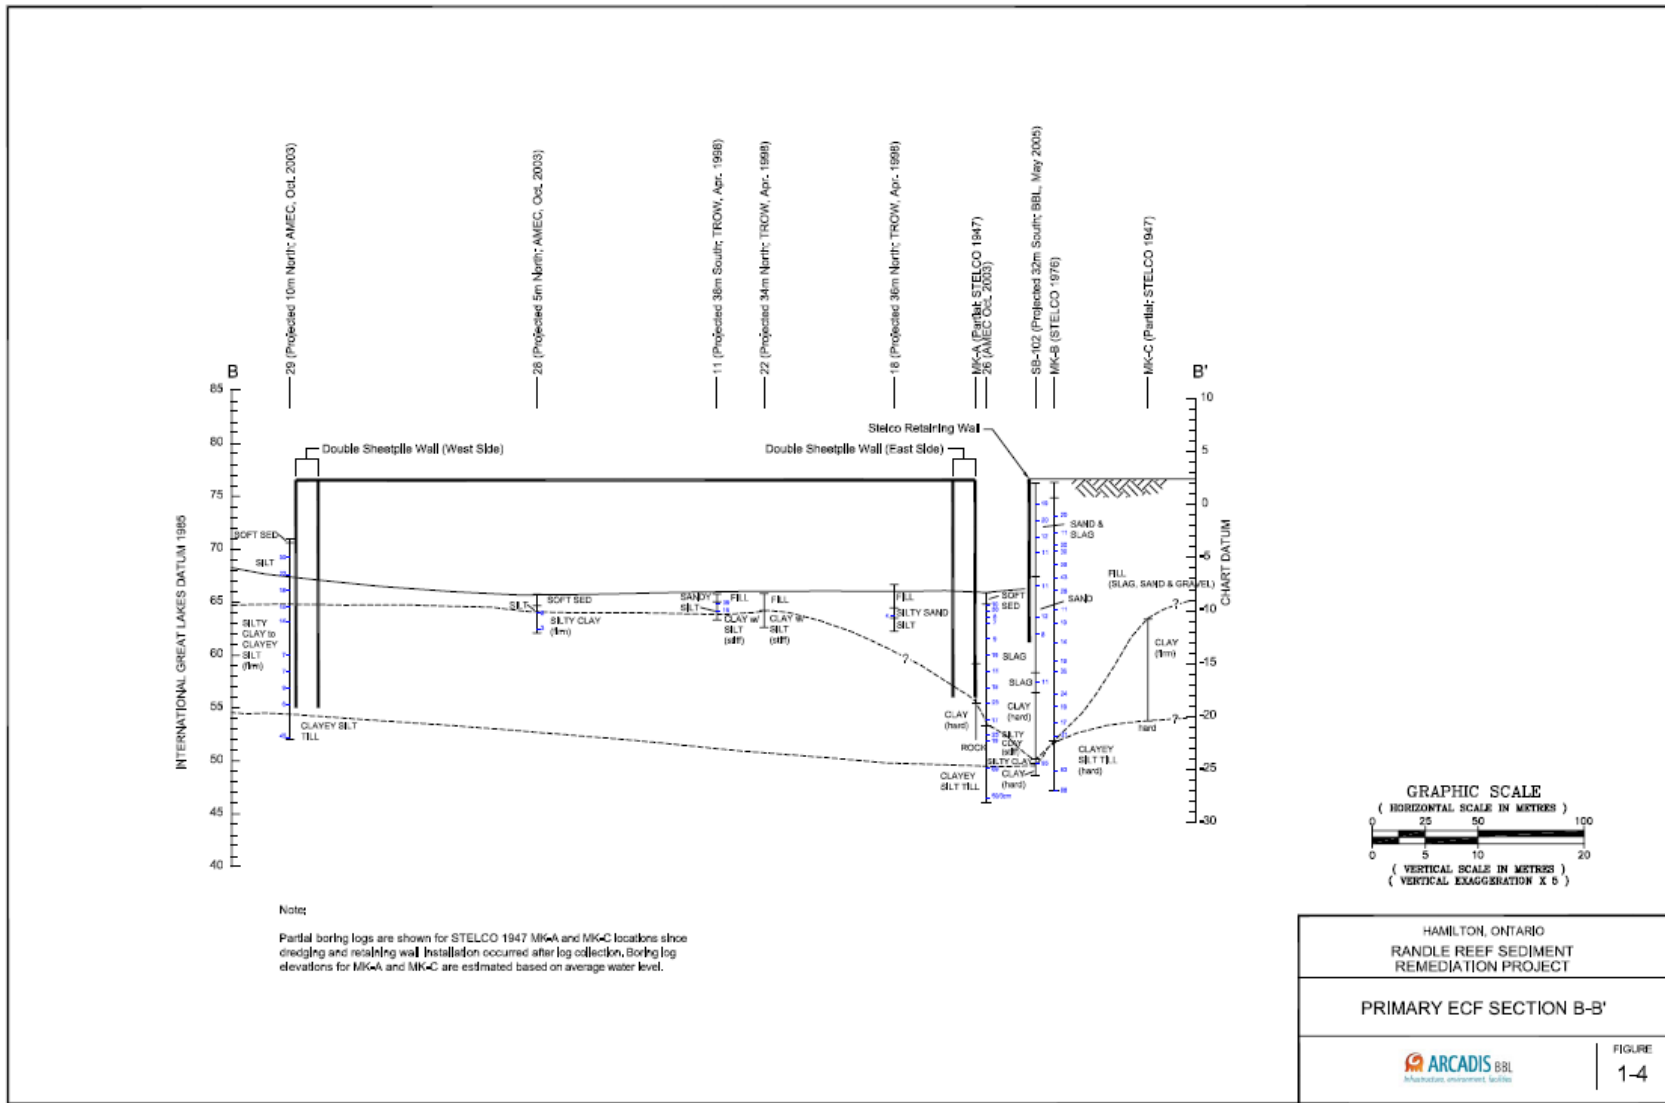 29 (Projected 10m North; AMEC, Oct. 2003)
28 (Projected 5m North; AMEC, Oct. 2003)
11 (Projected 38m South; TROW, Apr. 1998)
22 (Projected 34m North; TROW, Apr. 1998)
18 (Projected 36m North; TROW, Apr. 1998)
MK-A (Partial; STELCO 1947)
26 (AMEC Oct. 2003)
SB-102 (Projected 32m South; BBL, May 2005)
MK-B (STELCO 1976)
MK-C (Partial; STELCO 1947)
B
B'
85
80
75
70
65
60
55
50
45
40
INTERNATIONAL GREAT LAKES DATUM 1985
10
5
0
-5
-10
-15
-20
-25
-30
CHART DATUM
Double Sheetpile Wall (West Side)
Double Sheetpile Wall (East Side)
Stelco Retaining Wall
SOFT SED
SILT
SILTY
CLAY to
CLAYEY
SILT
(firm)
CLAYEY SILT
TILL
SILT
SOFT SED
SILTY CLAY
(firm)
SANDY
SILT
FILL
CLAY w/
SILT
(stiff)
FILL
CLAY w/
SILT
(stiff)
FILL
SILTY SAND
SILT
?
CLAY
(hard)
ROCK
CLAYEY
SILT TILL
SOFT
SED
SLAG
SILTY
CLAY
(stiff)
SILTY CLAY
CLAY
(hard)
SAND &
SLAG
SAND
SLAG
CLAY
(hard)
FILL
(SLAG, SAND & GRAVEL)
CLAYEY
SILT TILL
(hard)
CLAY
(firm)
hard
?
?
GRAPHIC SCALE
( HORIZONTAL SCALE IN METRES )
0 25 50 100
0 5 10 20
( VERTICAL SCALE IN METRES )
( VERTICAL EXAGGERATION X 5 )
Note:
Partial boring logs are shown for STELCO 1947 MK-A and MK-C locations since
dredging and retaining wall installation occurred after log collection. Boring log
elevations for MK-A and MK-C are estimated based on average water level.
HAMILTON, ONTARIO
RANDLE REEF SEDIMENT
REMEDIATION PROJECT
PRIMARY ECF SECTION B-B'
ARCADIS BBL
Infrastructure, environment, facilities
FIGURE
1-4